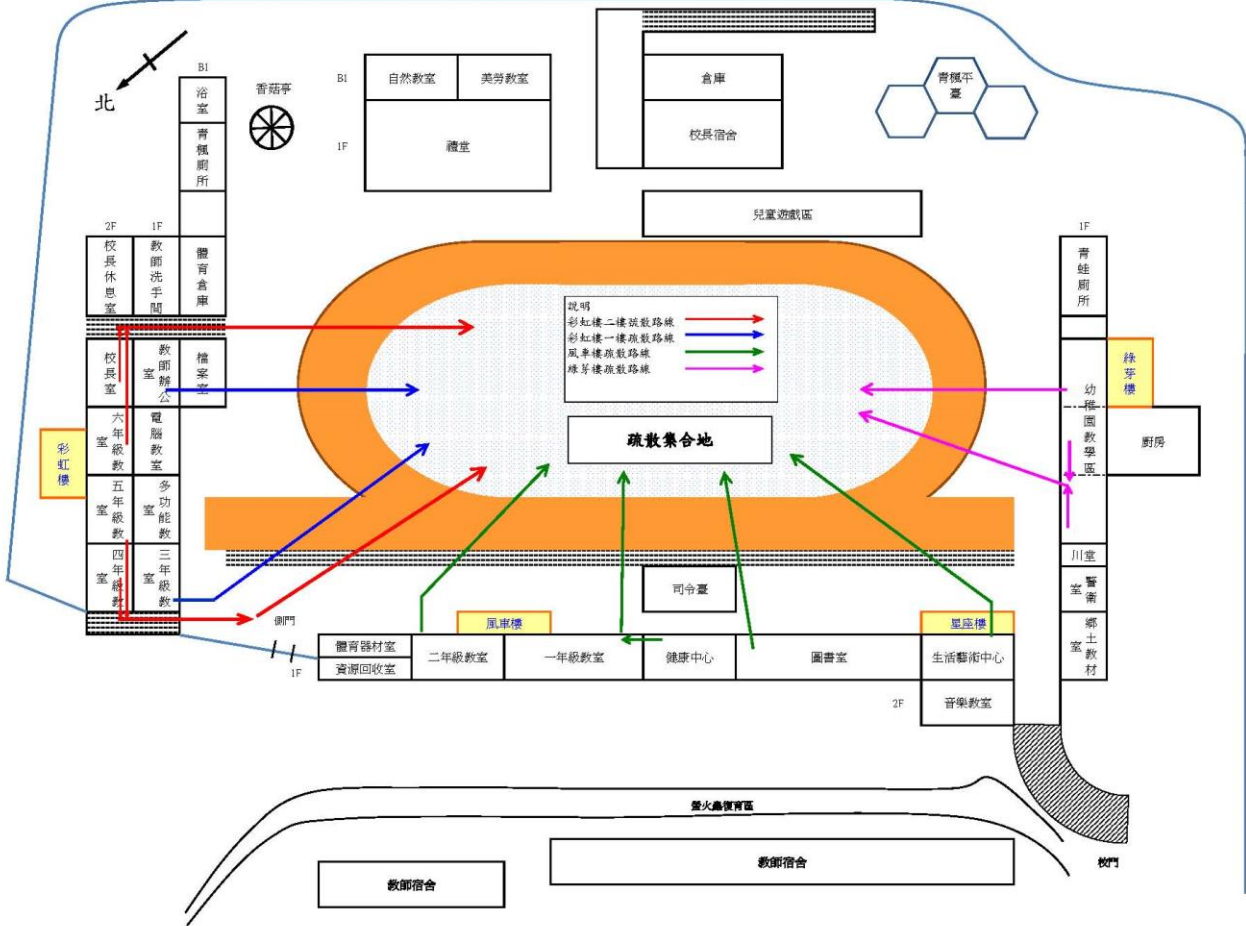 北
B1
浴室
青楓廁所
香菇亭
B1
自然教室
美勞教室
1F
禮堂
倉庫
校長宿舍
青楓平
臺
兒童遊戲區
2F
1F
校長休息室
教師洗手間
體育倉庫
1F
青蛙廁所
說明
彩虹樓二樓疏散路線
彩虹樓一樓疏散路線
風車樓疏散路線
綠芽樓疏散路線
校長室
教師辦公
室
檔案室
綠芽樓
幼稚園教學區
廚房
彩虹樓
六年級教
室
電腦教室
疏散集合地
五年級教
室
多功能教
室
四年級教
室
三年級教
室
川堂
警衛
室
鄉土教材
室
司令臺
側門
風車樓
星座樓
1F
體育器材室
資源回收室
二年級教室
一年級教室
健康中心
圖書室
生活藝術中心
2F
音樂教室
螢火蟲復育區
教師宿舍
教師宿舍
校門